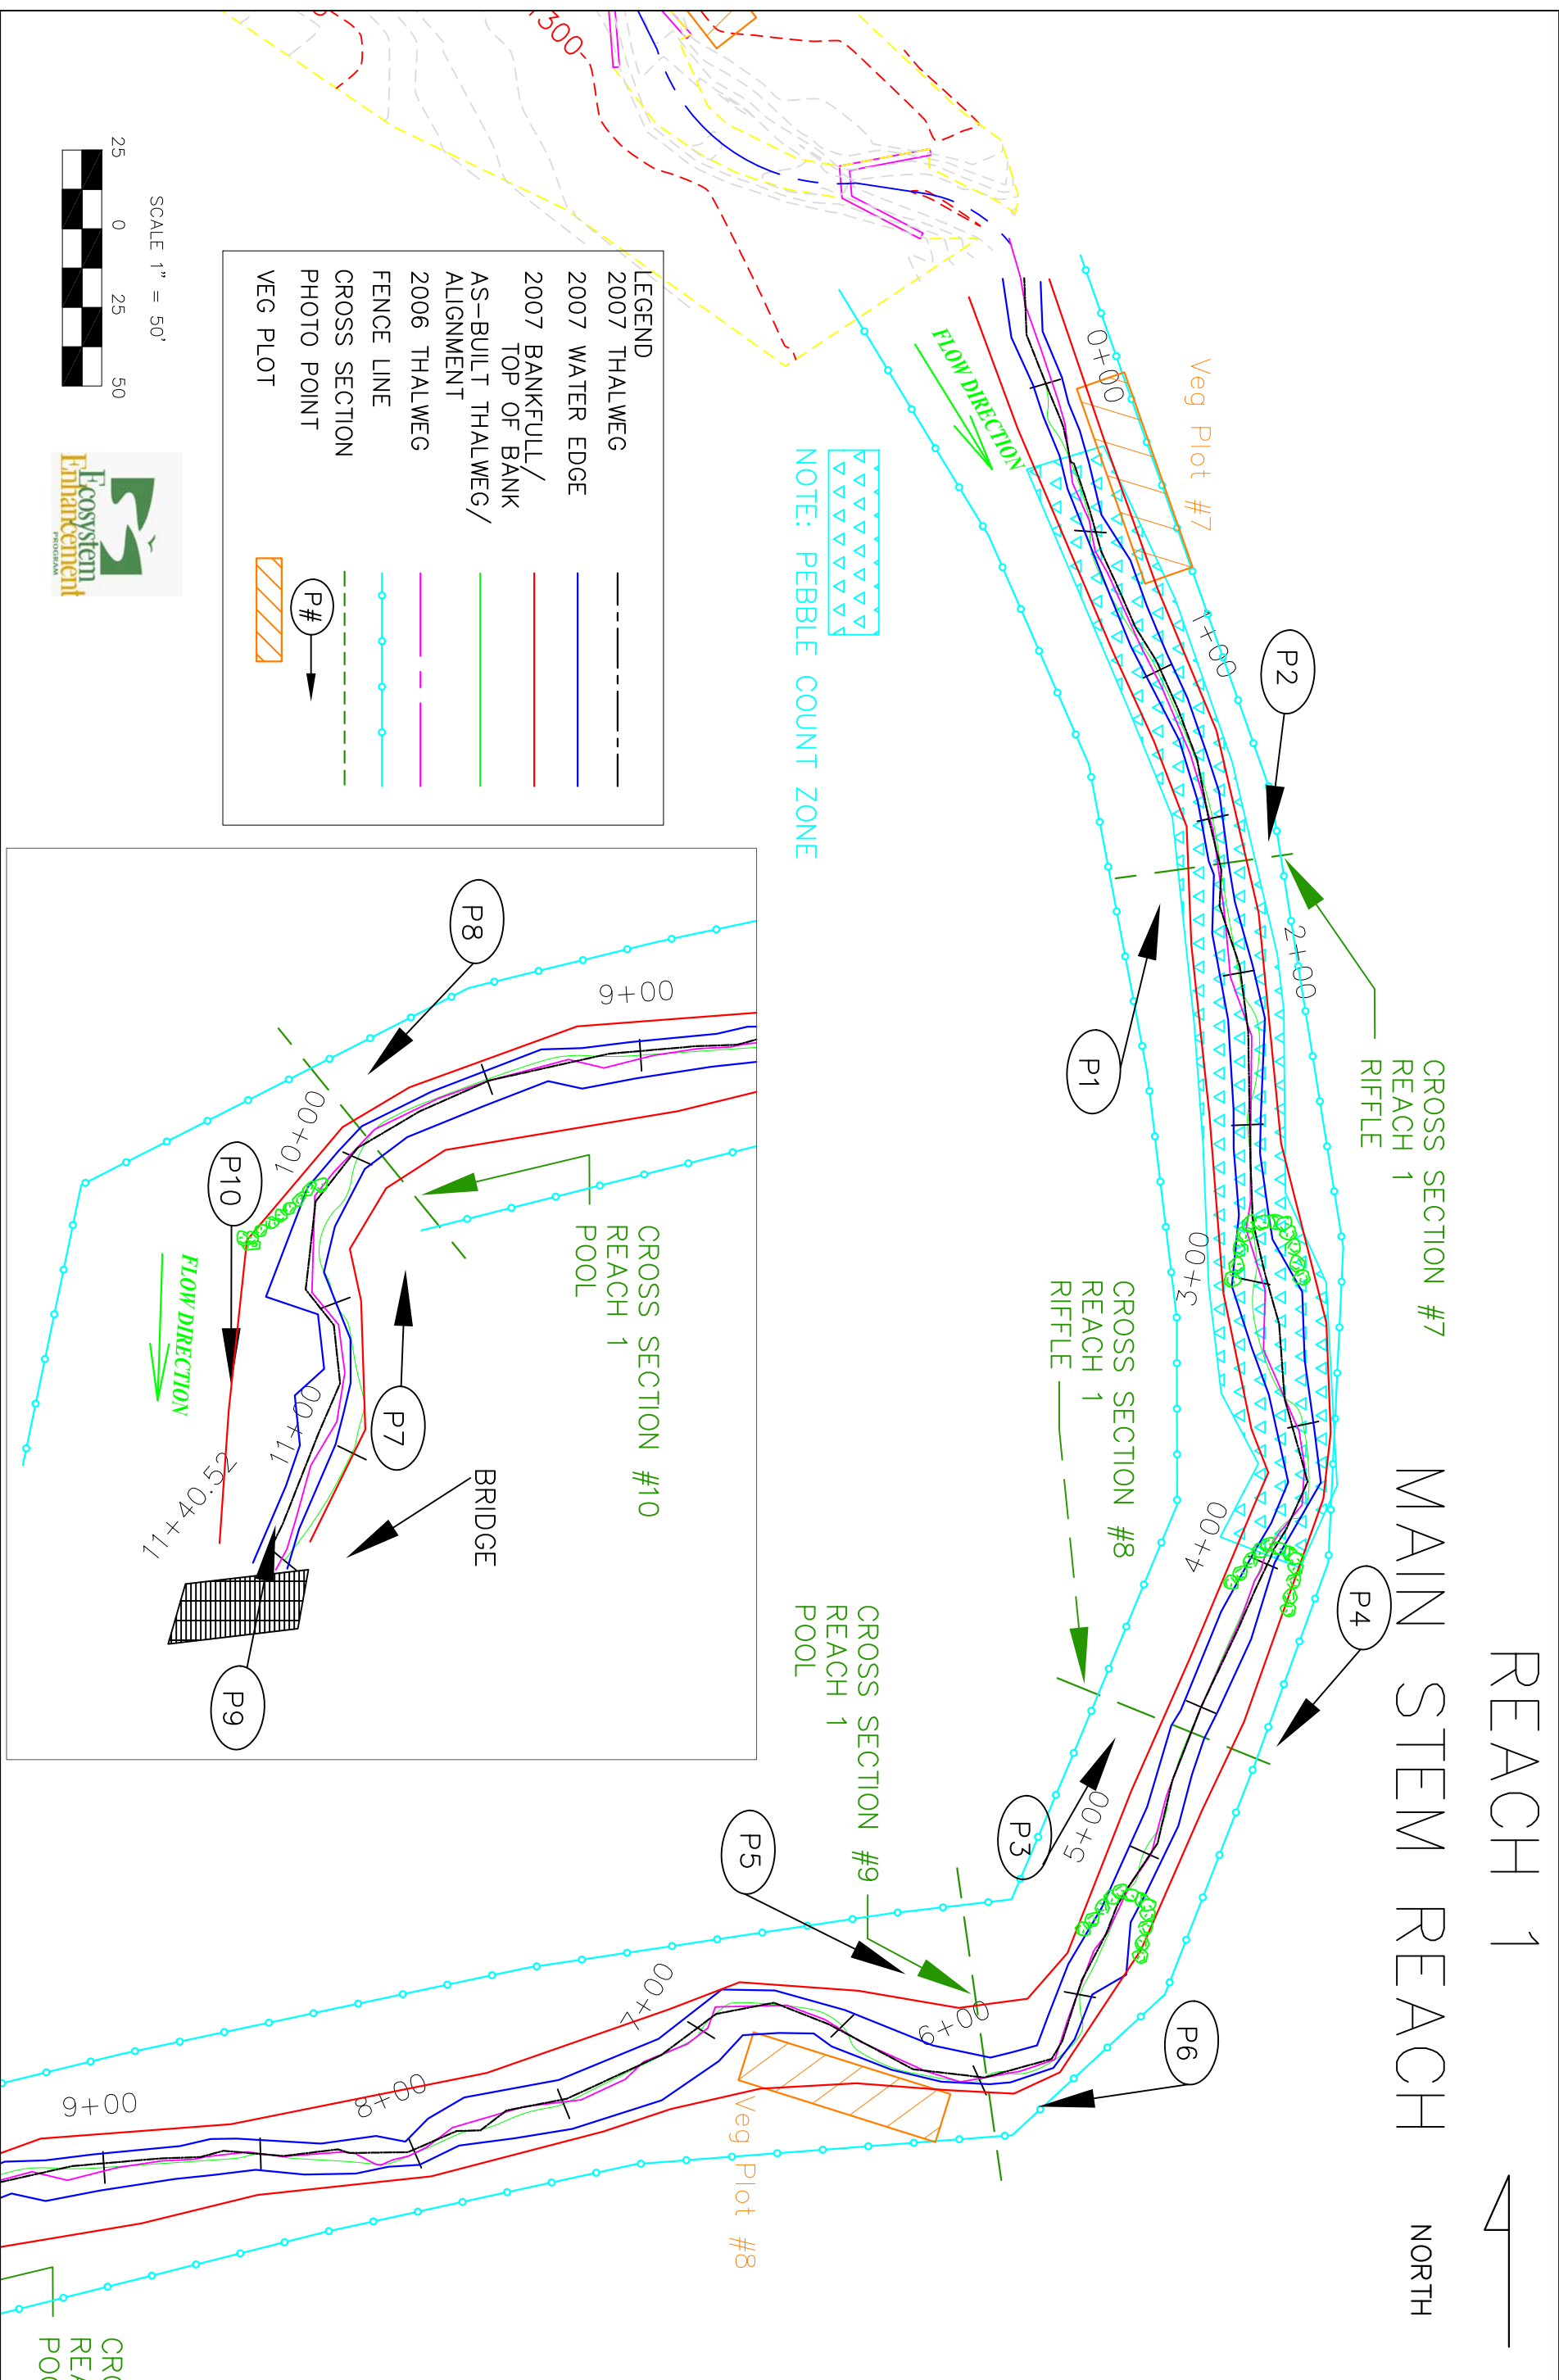 REACH 1
MAIN STEM REACH
NORTH
Veg Plot #7
0+00
1+00
2+00
3+00
4+00
5+00
6+00
7+00
8+00
9+00
P2
P1
P4
P3
P6
P5
CROSS SECTION #7
REACH 1
RIFFLE
CROSS SECTION #8
REACH 1
RIFFLE
CROSS SECTION #9
REACH 1
POOL
Veg Plot #8
FLOW DIRECTION
NOTE: PEBBLE COUNT ZONE
1300
LEGEND
2007 THALWEG
2007 WATER EDGE
2007 BANKFULL/
TOP OF BANK
AS-BUILT THALWEG/
ALIGNMENT
2006 THALWEG
FENCE LINE
CROSS SECTION
PHOTO POINT
P#
VEG PLOT
SCALE 1" = 50'
25 0 25 50
Ecosystem
Enhancement
PROGRAM
9+00
P8
10+00
P10
CROSS SECTION #10
REACH 1
POOL
P7
BRIDGE
FLOW DIRECTION
11+00
11+40.52
P9